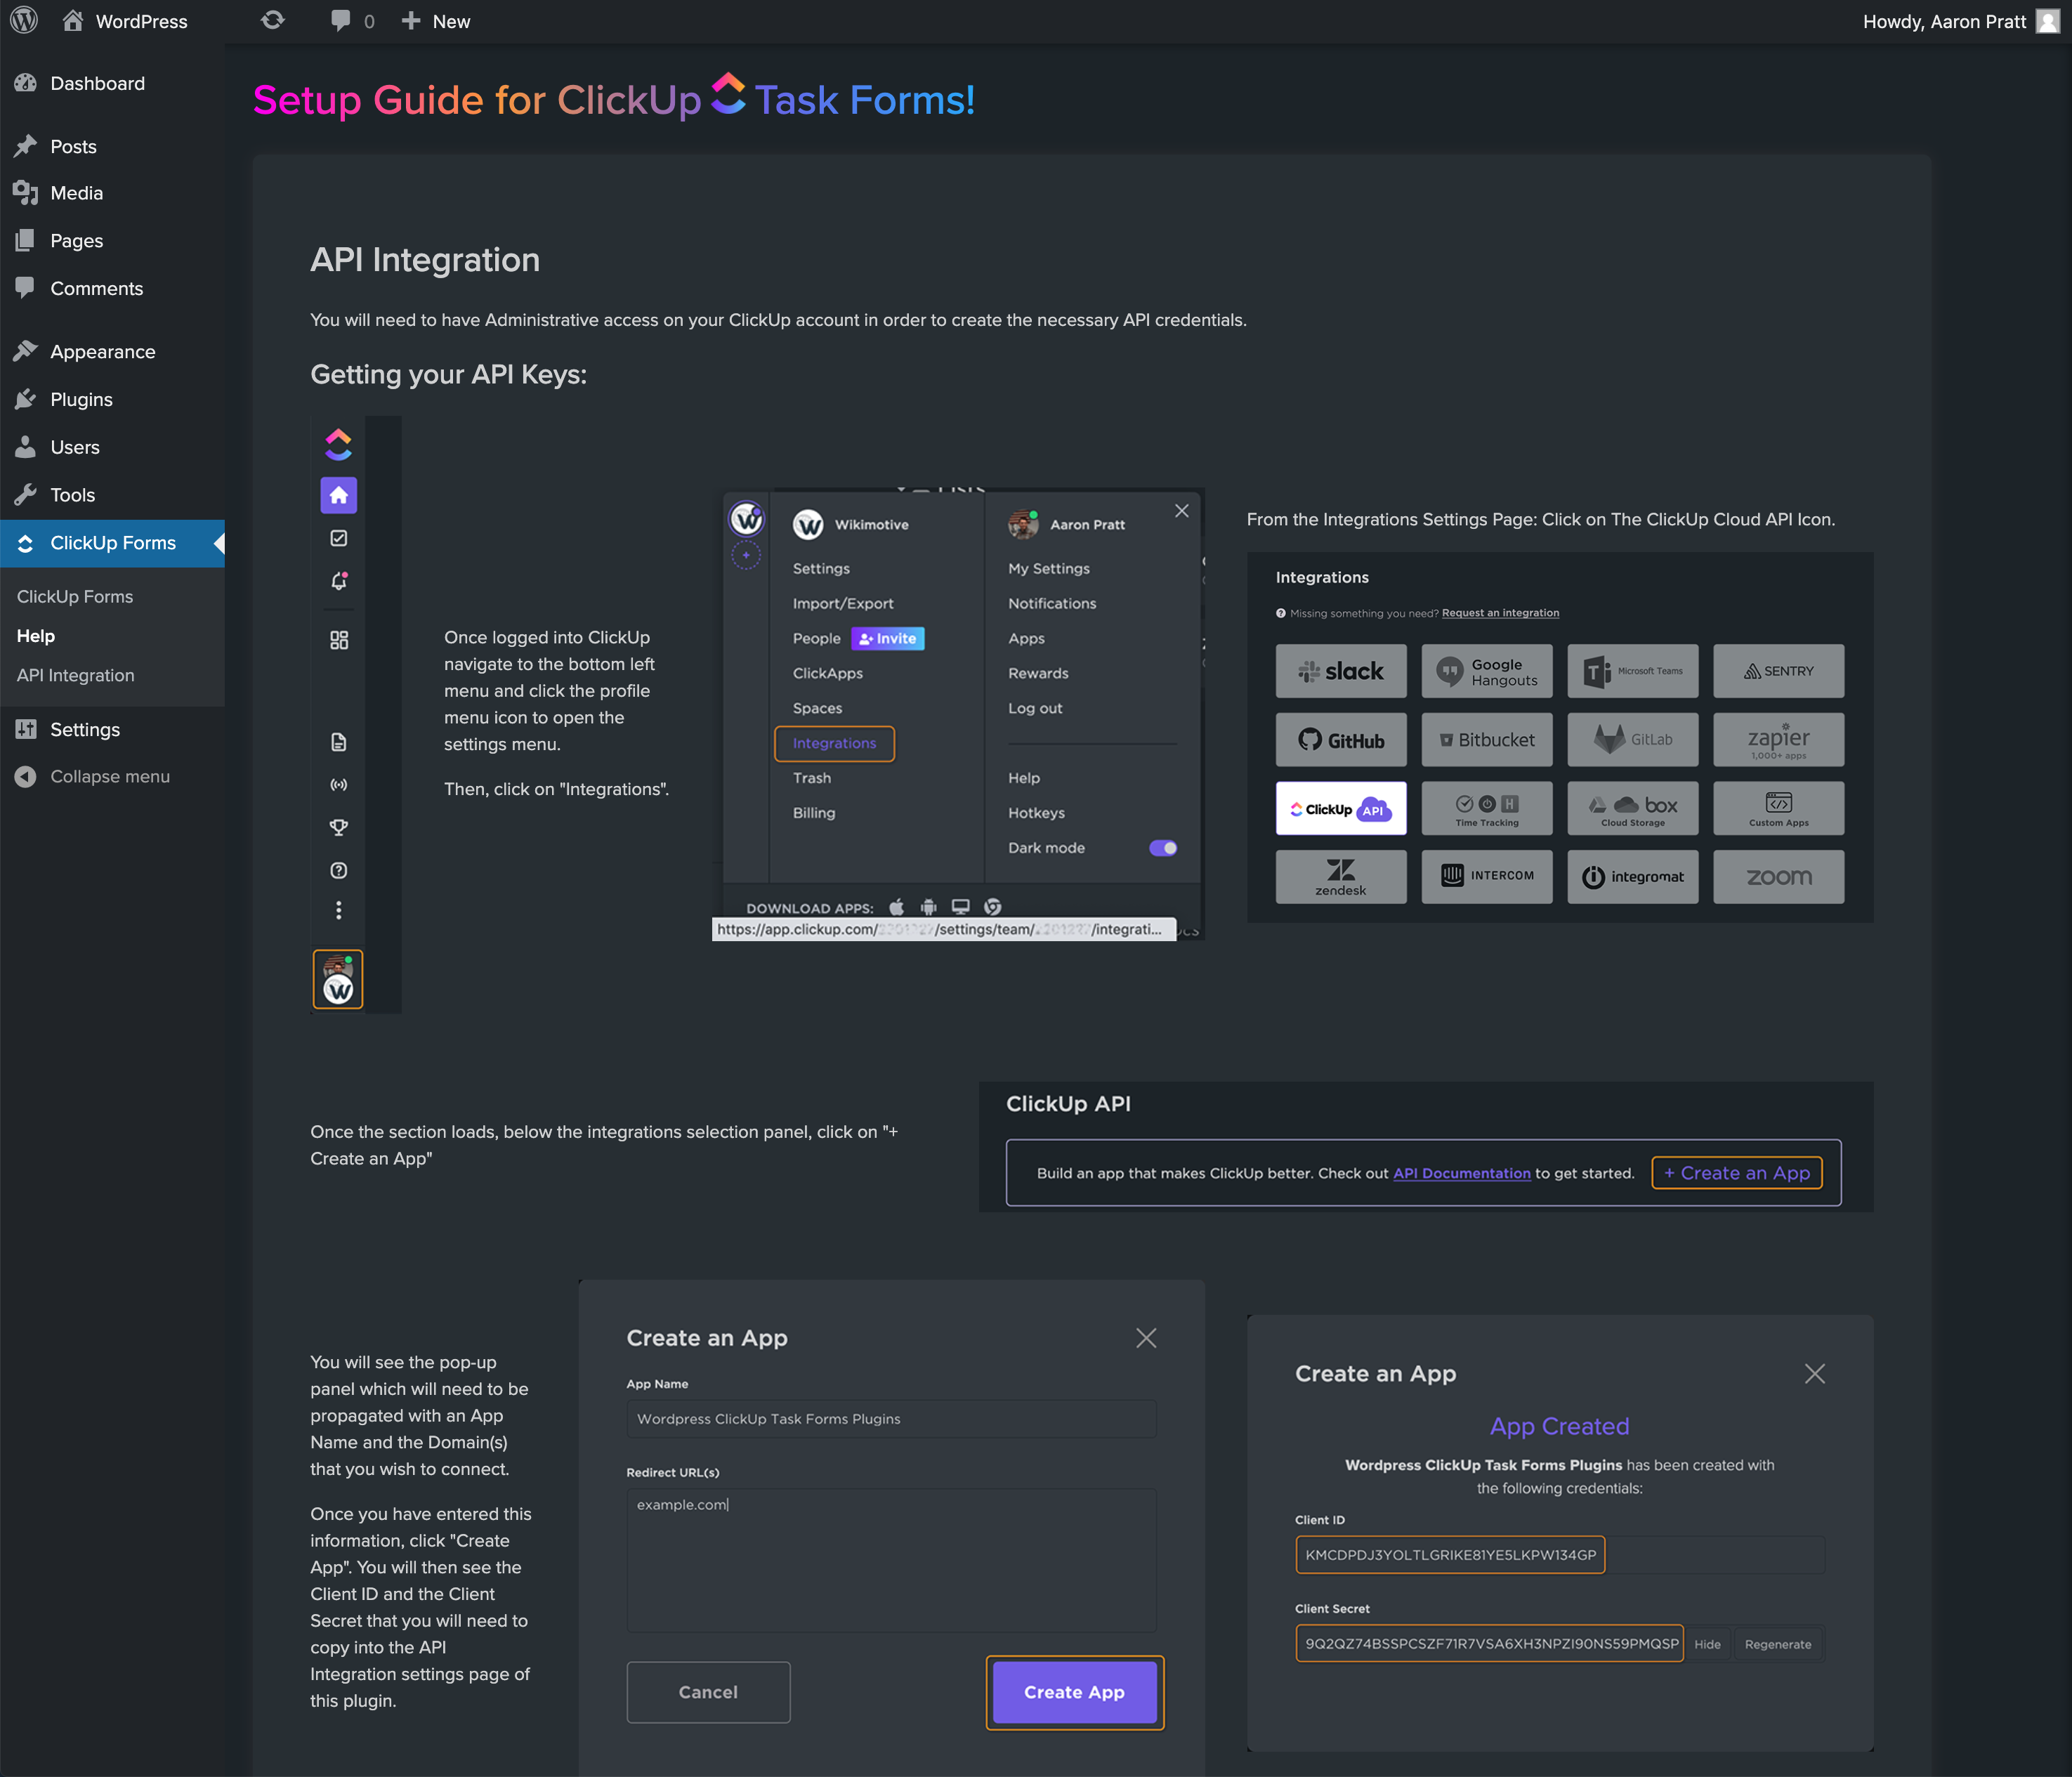 WordPress 0 New Howdy, Aaron Pratt
Dashboard
Posts
Media
Pages
Comments
Appearance
Plugins
Users
Tools
ClickUp Forms
ClickUp Forms
Help
API Integration
Settings
Collapse menu
Setup Guide for ClickUp Task Forms!
API Integration
You will need to have Administrative access on your ClickUp account in order to create the necessary API credentials.
Getting your API Keys:
Once logged into ClickUp
navigate to the bottom left
menu and click the profile
menu icon to open the
settings menu.
Then, click on "Integrations".
Wikimotive
Settings
Import/Export
People Invite
ClickApps
Spaces
Integrations
Trash
Billing
Aaron Pratt
My Settings
Notifications
Apps
Rewards
Log out
Help
Hotkeys
Dark mode
DOWNLOAD APPS:
https://app.clickup.com/ /settings/team/ /integrati...
From the Integrations Settings Page: Click on The ClickUp Cloud API Icon.
Integrations
Missing something you need? Request an integration
slack Google Hangouts Microsoft Teams SENTRY
GitHub Bitbucket GitLab zapier 1,000+ apps
ClickUp API Time Tracking box Cloud Storage Custom Apps
zendesk INTERCOM integromat zoom
Once the section loads, below the integrations selection panel, click on "+
Create an App"
ClickUp API
Build an app that makes ClickUp better. Check out API Documentation to get started. + Create an App
You will see the pop-up
panel which will need to be
propagated with an App
Name and the Domain(s)
that you wish to connect.
Once you have entered this
information, click "Create
App". You will then see the
Client ID and the Client
Secret that you will need to
copy into the API
Integration settings page of
this plugin.
Create an App
App Name
Wordpress ClickUp Task Forms Plugins
Redirect URL(s)
example.com
Cancel Create App
Create an App
App Created
Wordpress ClickUp Task Forms Plugins has been created with
the following credentials:
Client ID
KMCDPDJ3YOLTLGRIKE81YE5LKPW134GP
Client Secret
9Q2QZ74BSSPCSZF71R7VSA6XH3NPZI90NS59PMQSP Hide Regenerate